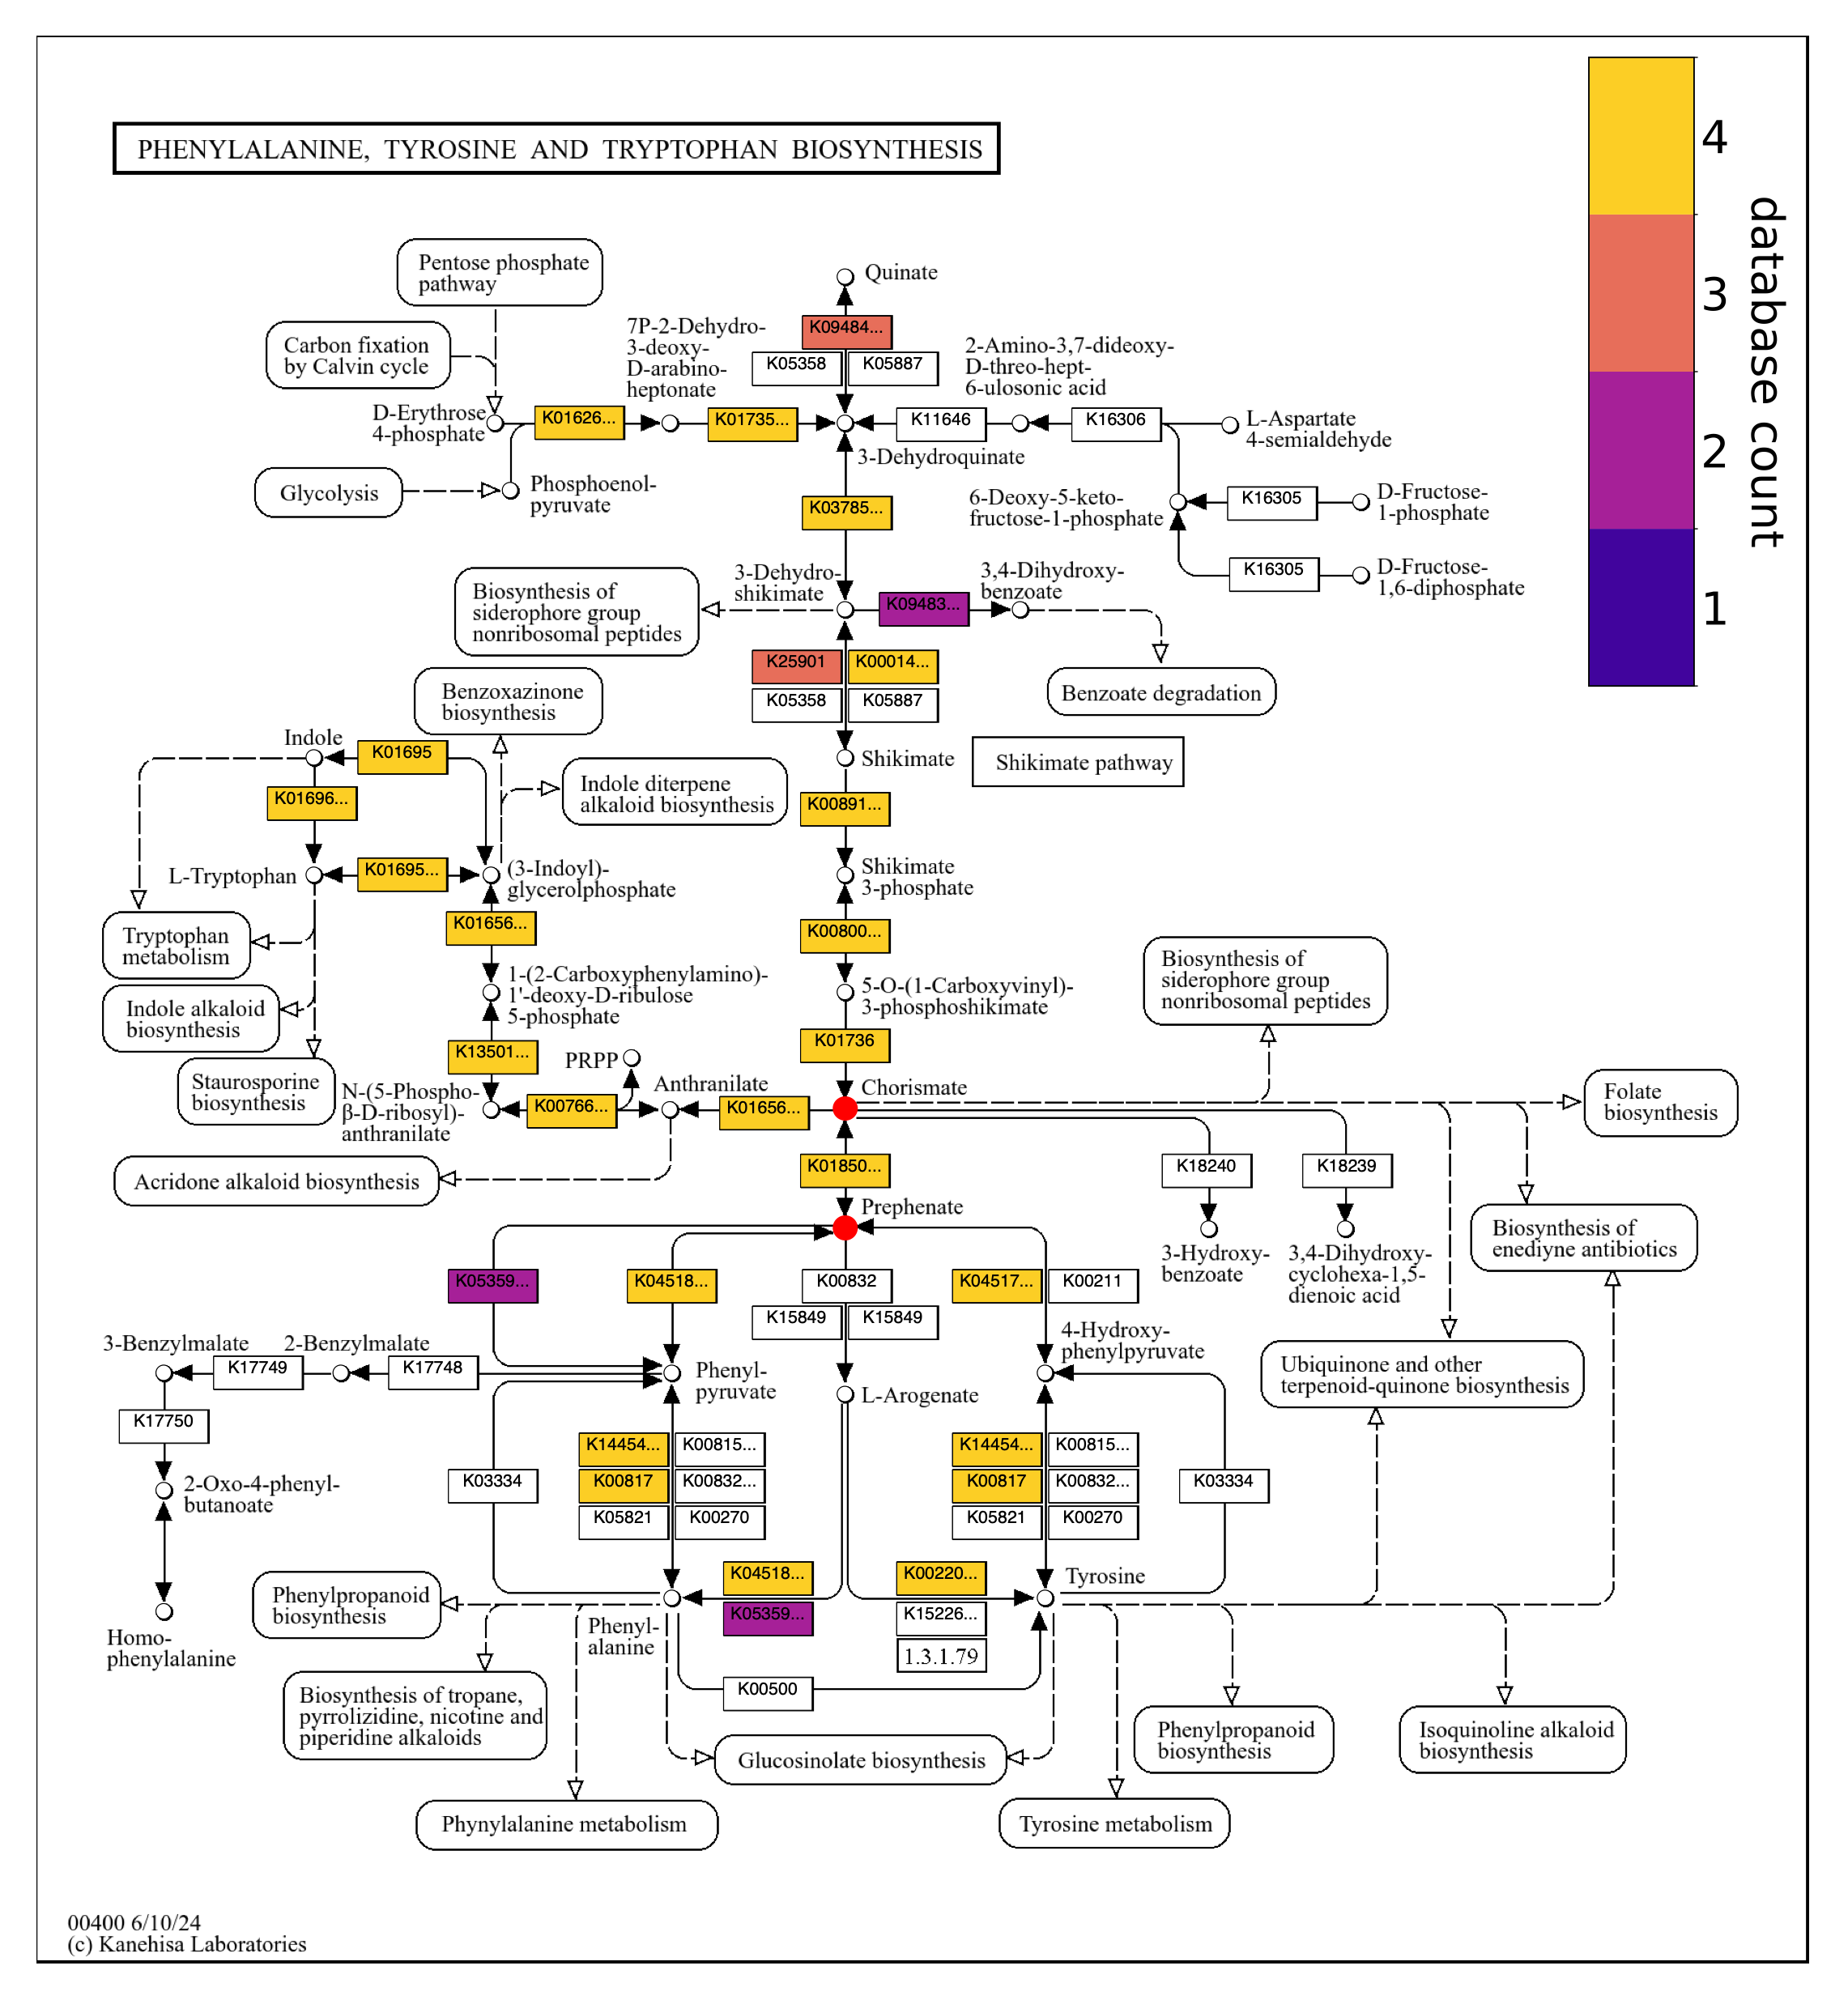 PHENYLALANINE, TYROSINE AND TRYPTOPHAN BIOSYNTHESIS
4
3
2
1
database count
Pentose phosphate
pathway
Carbon fixation
by Calvin cycle
Quinate
K09484...
K05358
K05887
7P-2-Dehydro-
3-deoxy-
D-arabino-
heptonate
2-Amino-3,7-dideoxy-
D-threo-hept-
6-ulosonic acid
D-Erythrose
4-phosphate
K01626...
K01735...
K11646
K16306
L-Aspartate
4-semialdehyde
3-Dehydroquinate
Glycolysis
Phosphoenol-
pyruvate
K03785...
6-Deoxy-5-keto-
fructose-1-phosphate
K16305
D-Fructose-
1-phosphate
K16305
D-Fructose-
1,6-diphosphate
Biosynthesis of
siderophore group
nonribosomal peptides
3-Dehydro-
shikimate
K09483...
3,4-Dihydroxy-
benzoate
K25901
K00014...
K05358
K05887
Benzoate degradation
Benzoxazinone
biosynthesis
Indole
K01695
K01696...
Indole diterpene
alkaloid biosynthesis
Shikimate
Shikimate pathway
K00891...
L-Tryptophan
K01695...
(3-Indoyl)-
glycerolphosphate
Shikimate
3-phosphate
K01656...
K00800...
Tryptophan
metabolism
Indole alkaloid
biosynthesis
Staurosporine
biosynthesis
1-(2-Carboxyphenylamino)-
1'-deoxy-D-ribulose
5-phosphate
5-O-(1-Carboxyvinyl)-
3-phosphoshikimate
Biosynthesis of
siderophore group
nonribosomal peptides
K13501...
K01736
PRPP
N-(5-Phospho-
β-D-ribosyl)-
anthranilate
K00766...
Anthranilate
K01656...
Chorismate
Folate
biosynthesis
Acridone alkaloid biosynthesis
K01850...
K18240
K18239
Prephenate
3-Hydroxy-
benzoate
3,4-Dihydroxy-
cyclohexa-1,5-
dienoic acid
Biosynthesis of
enediyne antibiotics
K05359...
K04518...
K00832
K15849
K15849
K04517...
K00211
3-Benzylmalate
2-Benzylmalate
K17749
K17748
Phenyl-
pyruvate
4-Hydroxy-
phenylpyruvate
L-Arogenate
Ubiquinone and other
terpenoid-quinone biosynthesis
K17750
2-Oxo-4-phenyl-
butanoate
K03334
K14454...
K00815...
K00817
K00832...
K05821
K00270
K14454...
K00815...
K00817
K00832...
K05821
K00270
K03334
Homo-
phenylalanine
Phenylpropanoid
biosynthesis
Phenyl-
alanine
K04518...
K05359...
K00220...
K15226...
1.3.1.79
Tyrosine
K00500
Biosynthesis of tropane,
pyrrolizidine, nicotine and
piperidine alkaloids
Glucosinolate biosynthesis
Phenylpropanoid
biosynthesis
Isoquinoline alkaloid
biosynthesis
Phynylalanine metabolism
Tyrosine metabolism
00400 6/10/24
(c) Kanehisa Laboratories